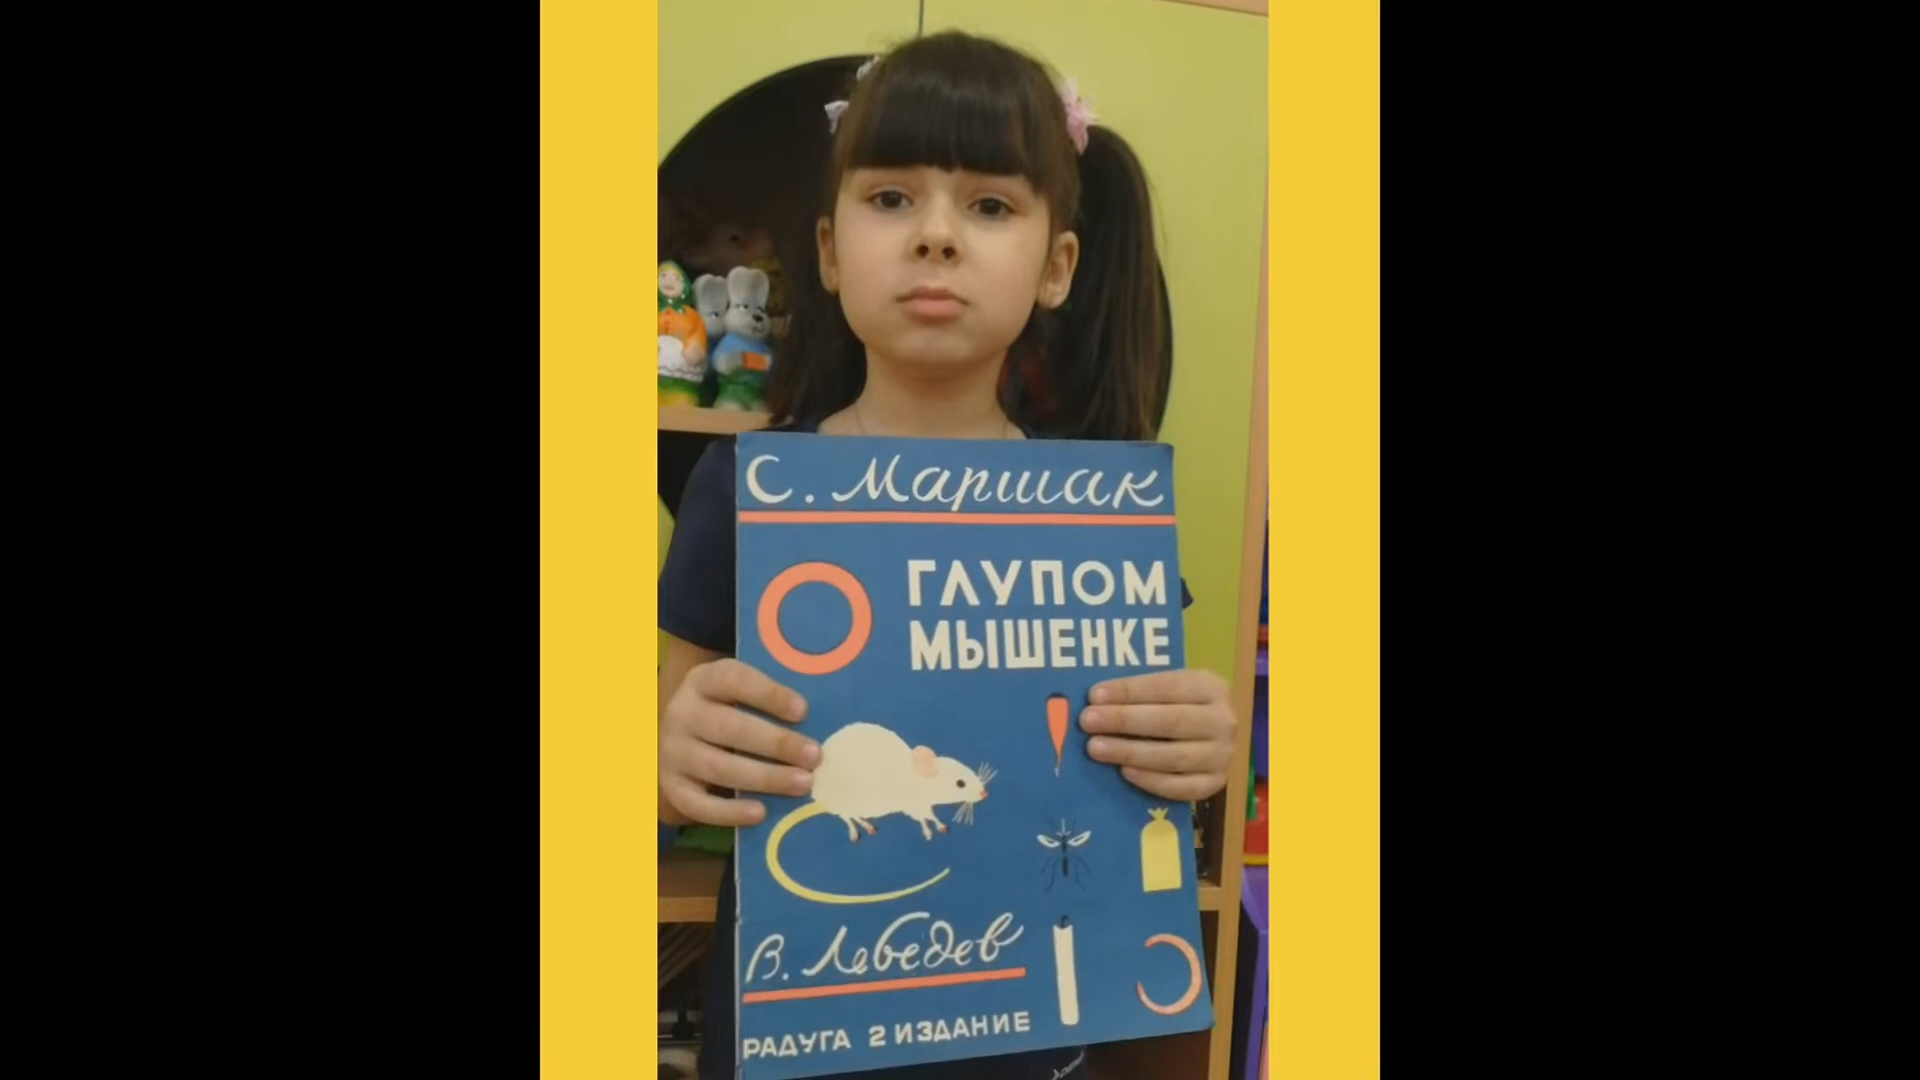 С. Маршак
О ГЛУПОМ
МЫШЕНКЕ
В. Лебедев
РАДУГА 2 ИЗДАНИЕ